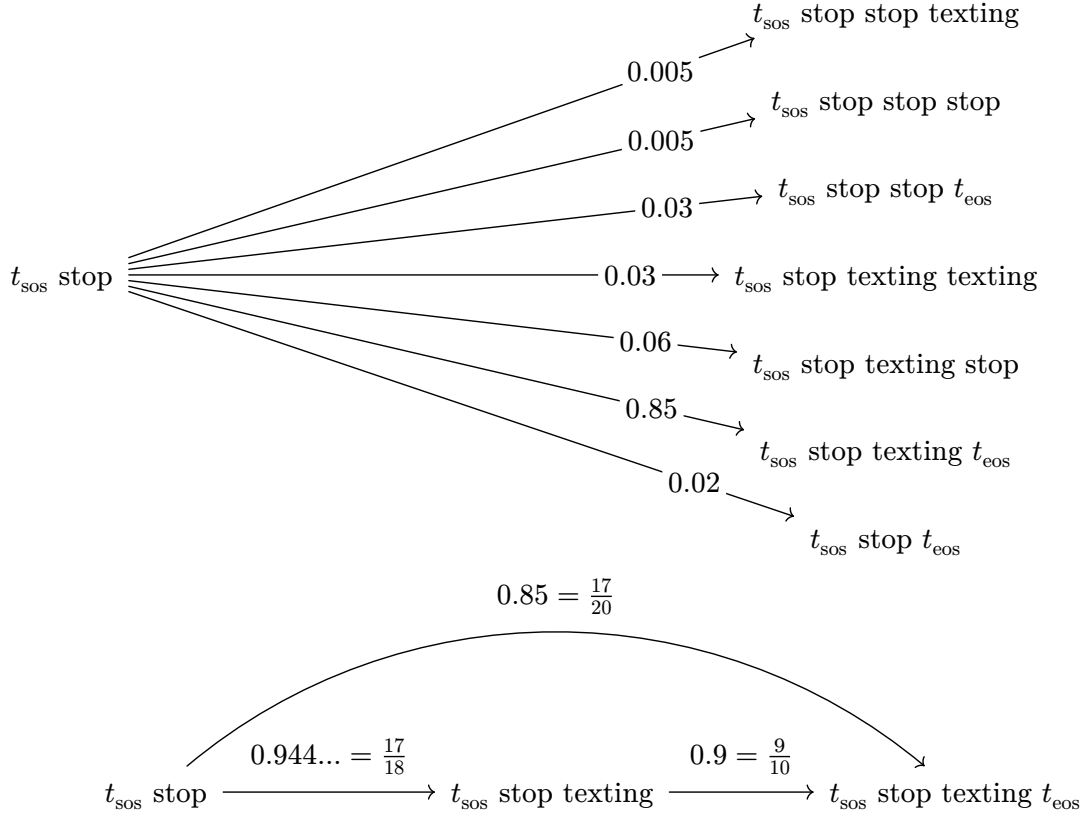 t_sos stop stop texting
0.005
t_sos stop stop stop
0.005
t_sos stop stop t_eos
0.03
t_sos stop
0.03
t_sos stop texting texting
0.06
t_sos stop texting stop
0.85
t_sos stop texting t_eos
0.02
t_sos stop t_eos
0.85 = 17/20
0.944... = 17/18
0.9 = 9/10
t_sos stop
t_sos stop texting
t_sos stop texting t_eos